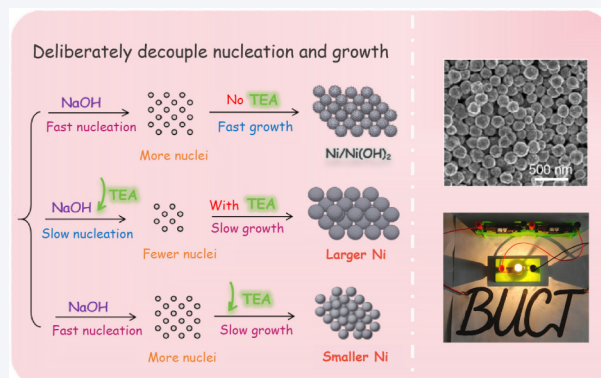 Deliberately decouple nucleation and growth
NaOH
Fast nucleation
More nuclei
No TEA
Fast growth
Ni/Ni(OH)₂
TEA
NaOH
Slow nucleation
Fewer nuclei
With TEA
Slow growth
Larger Ni
NaOH
Fast nucleation
More nuclei
TEA
Slow growth
Smaller Ni
500 nm
BUCT